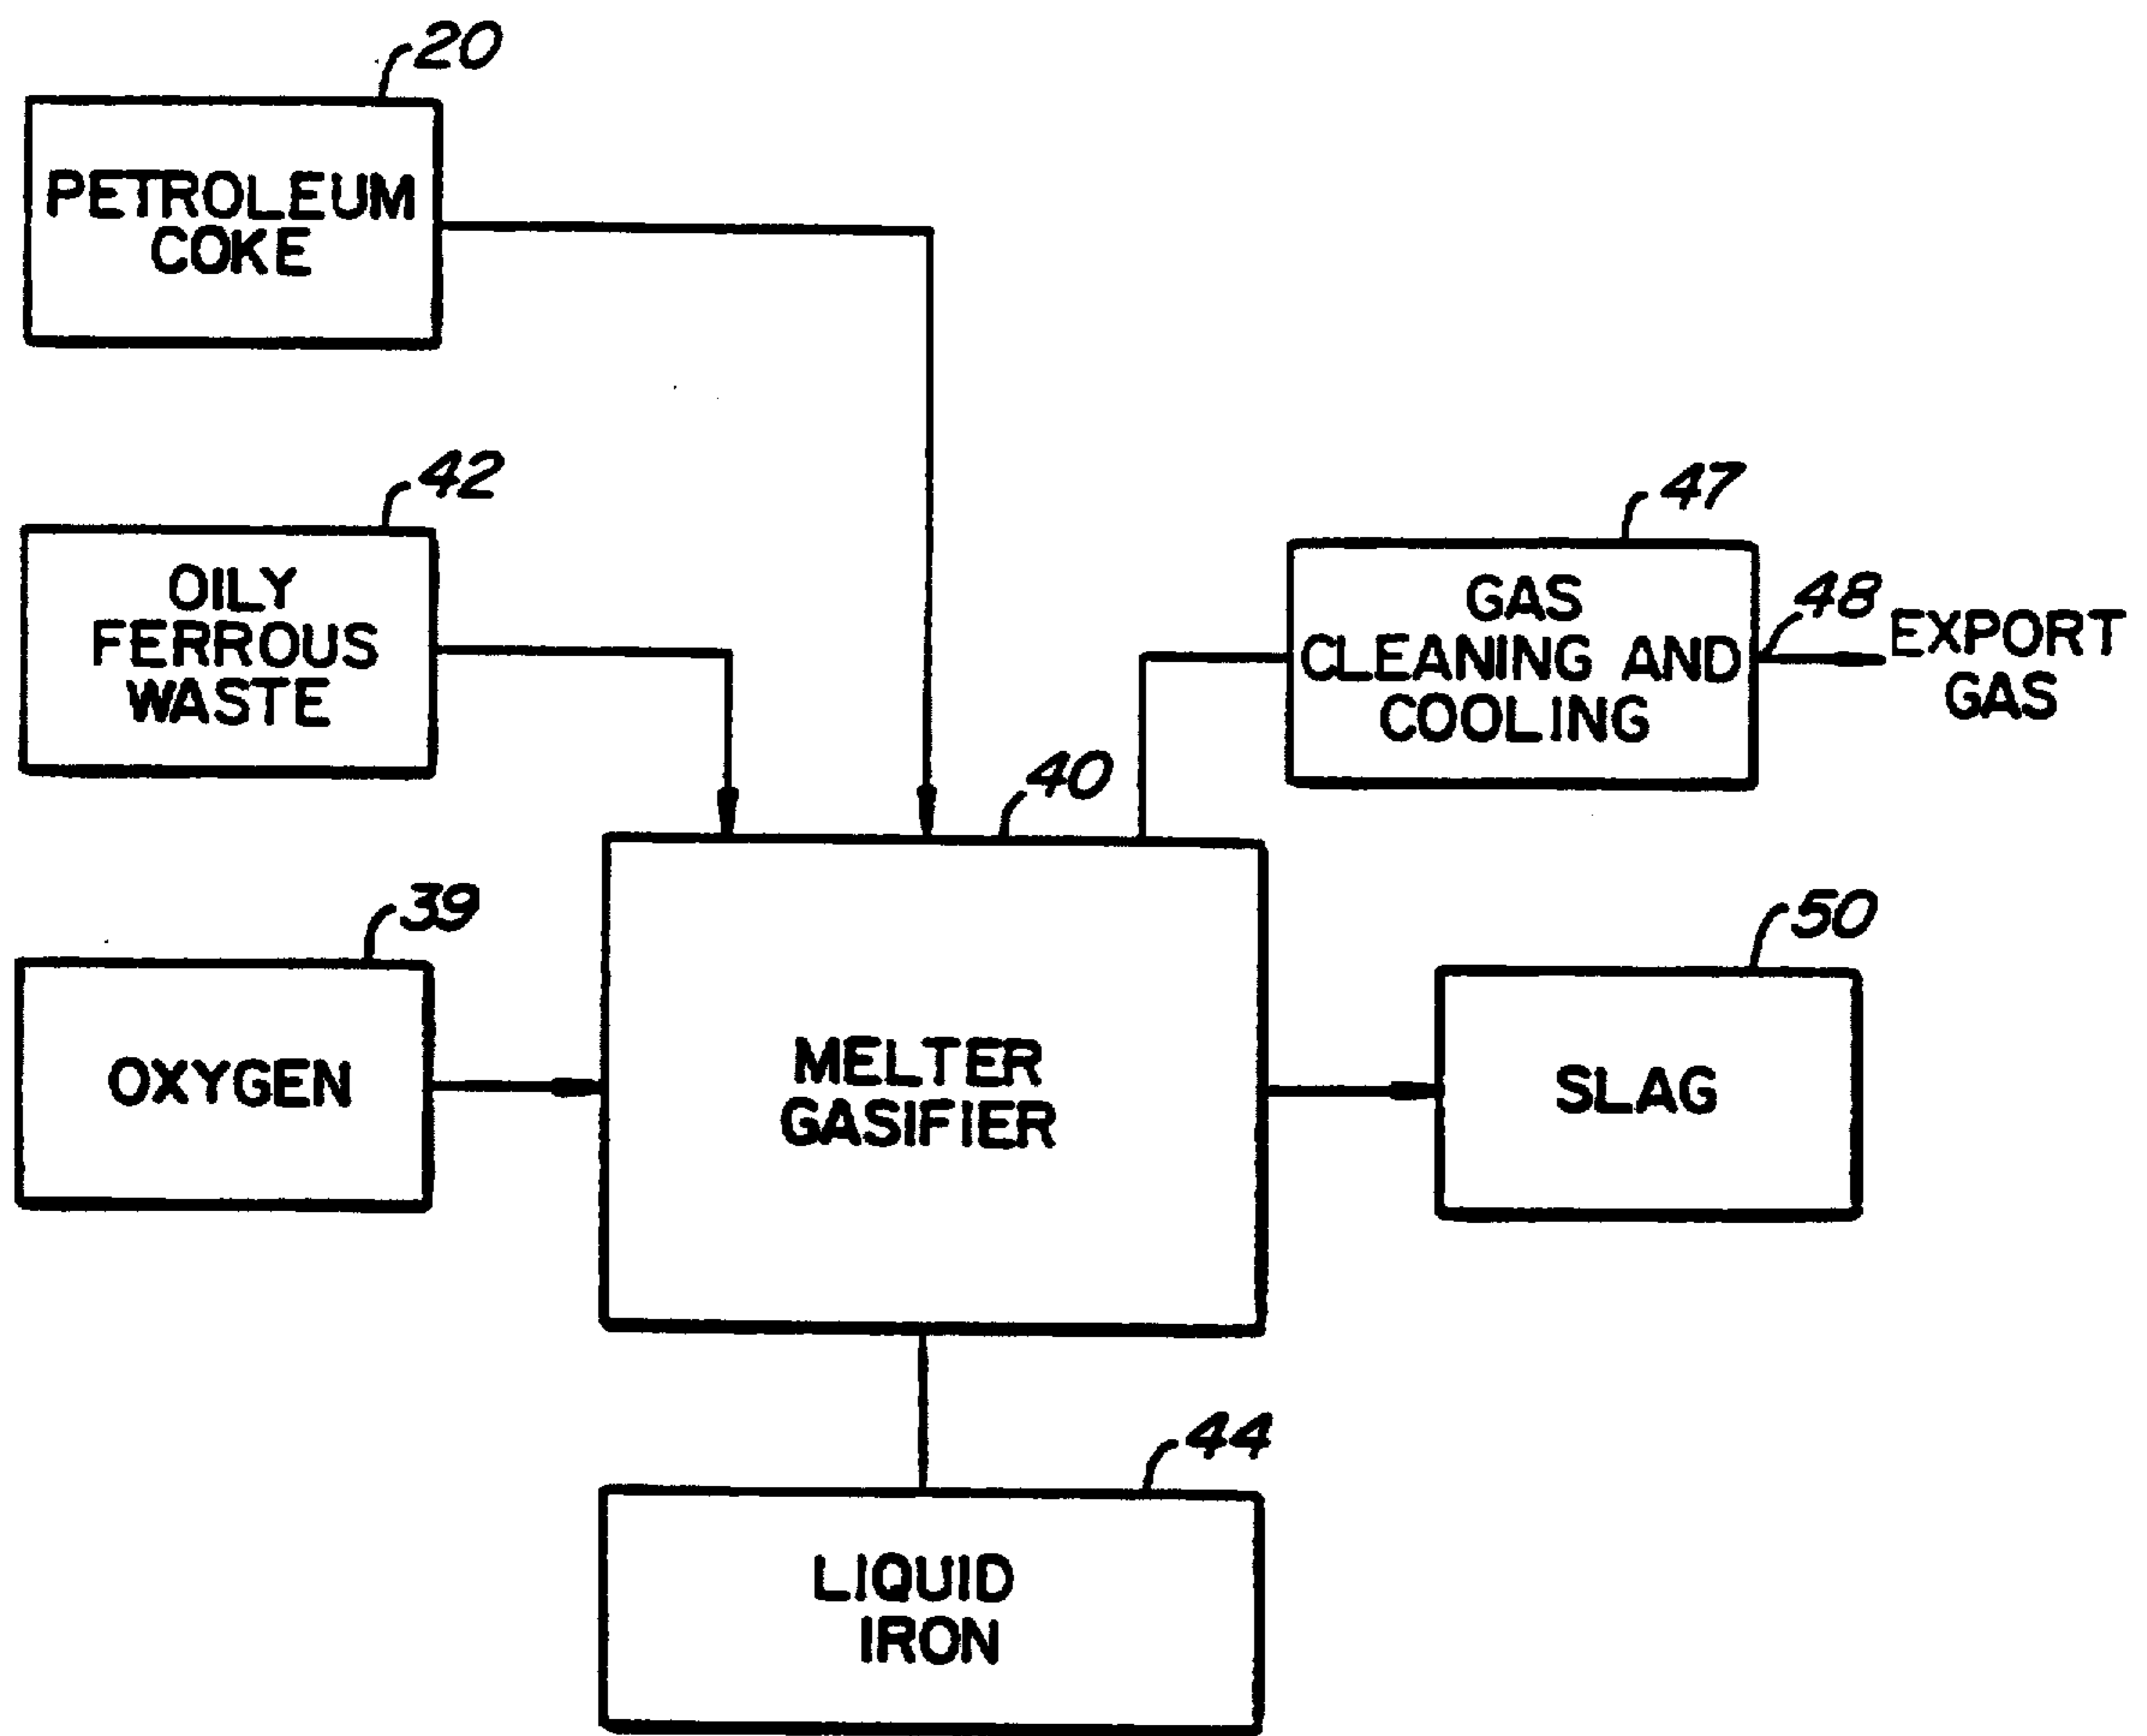 20
PETROLEUM
COKE
42
OILY
FERROUS
WASTE
47
GAS
CLEANING AND
COOLING
48
EXPORT
GAS
40
MELTER
GASIFIER
39
OXYGEN
50
SLAG
44
LIQUID
IRON